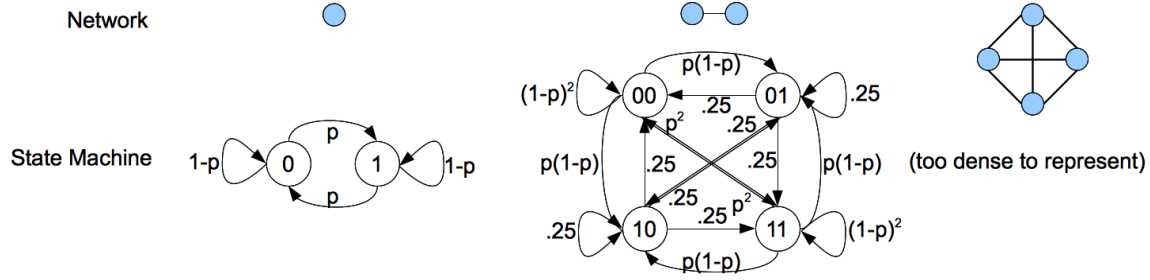 Network
State Machine
1-p
0
p
1
p
1-p
(1-p)²
00
p(1-p)
01
.25
.25
p²
.25
p(1-p)
.25
.25
p(1-p)
.25
p²
.25
10
.25
11
(1-p)²
p(1-p)
(too dense to represent)